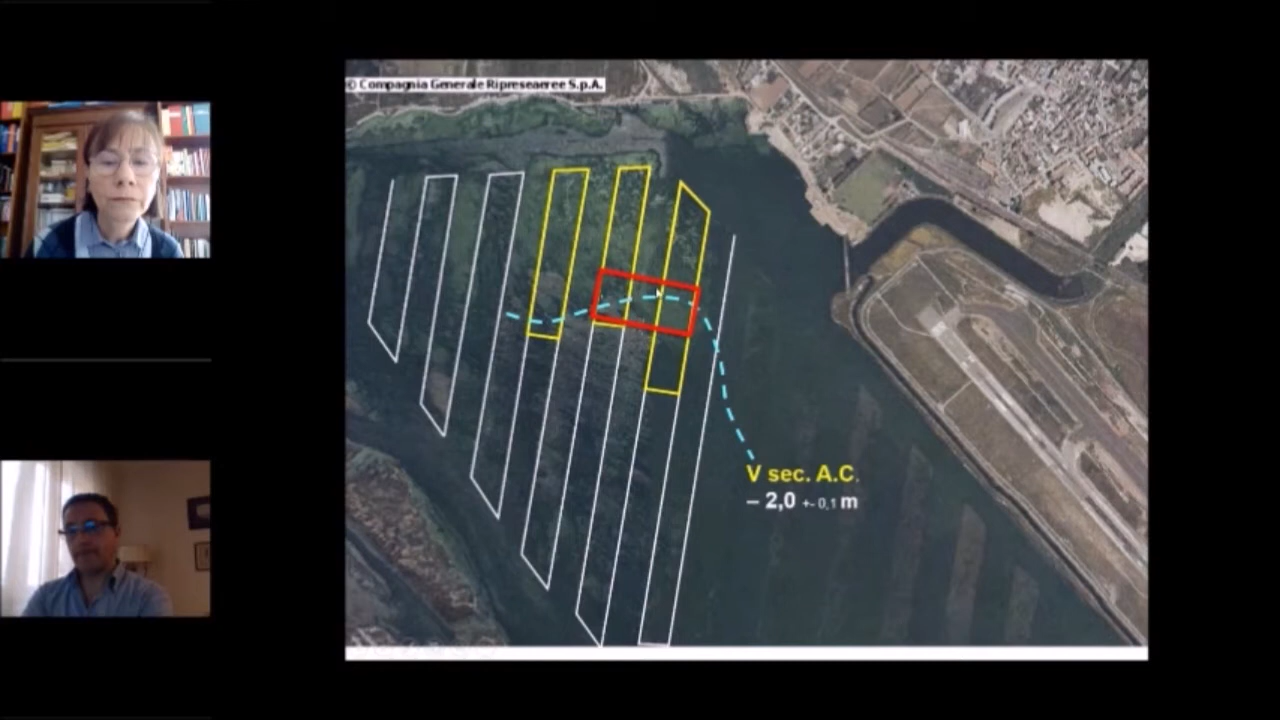 © Compagnia Generale Ripreseaeree S.p.A.
V sec. A.C.
– 2,0 +- 0,1 m